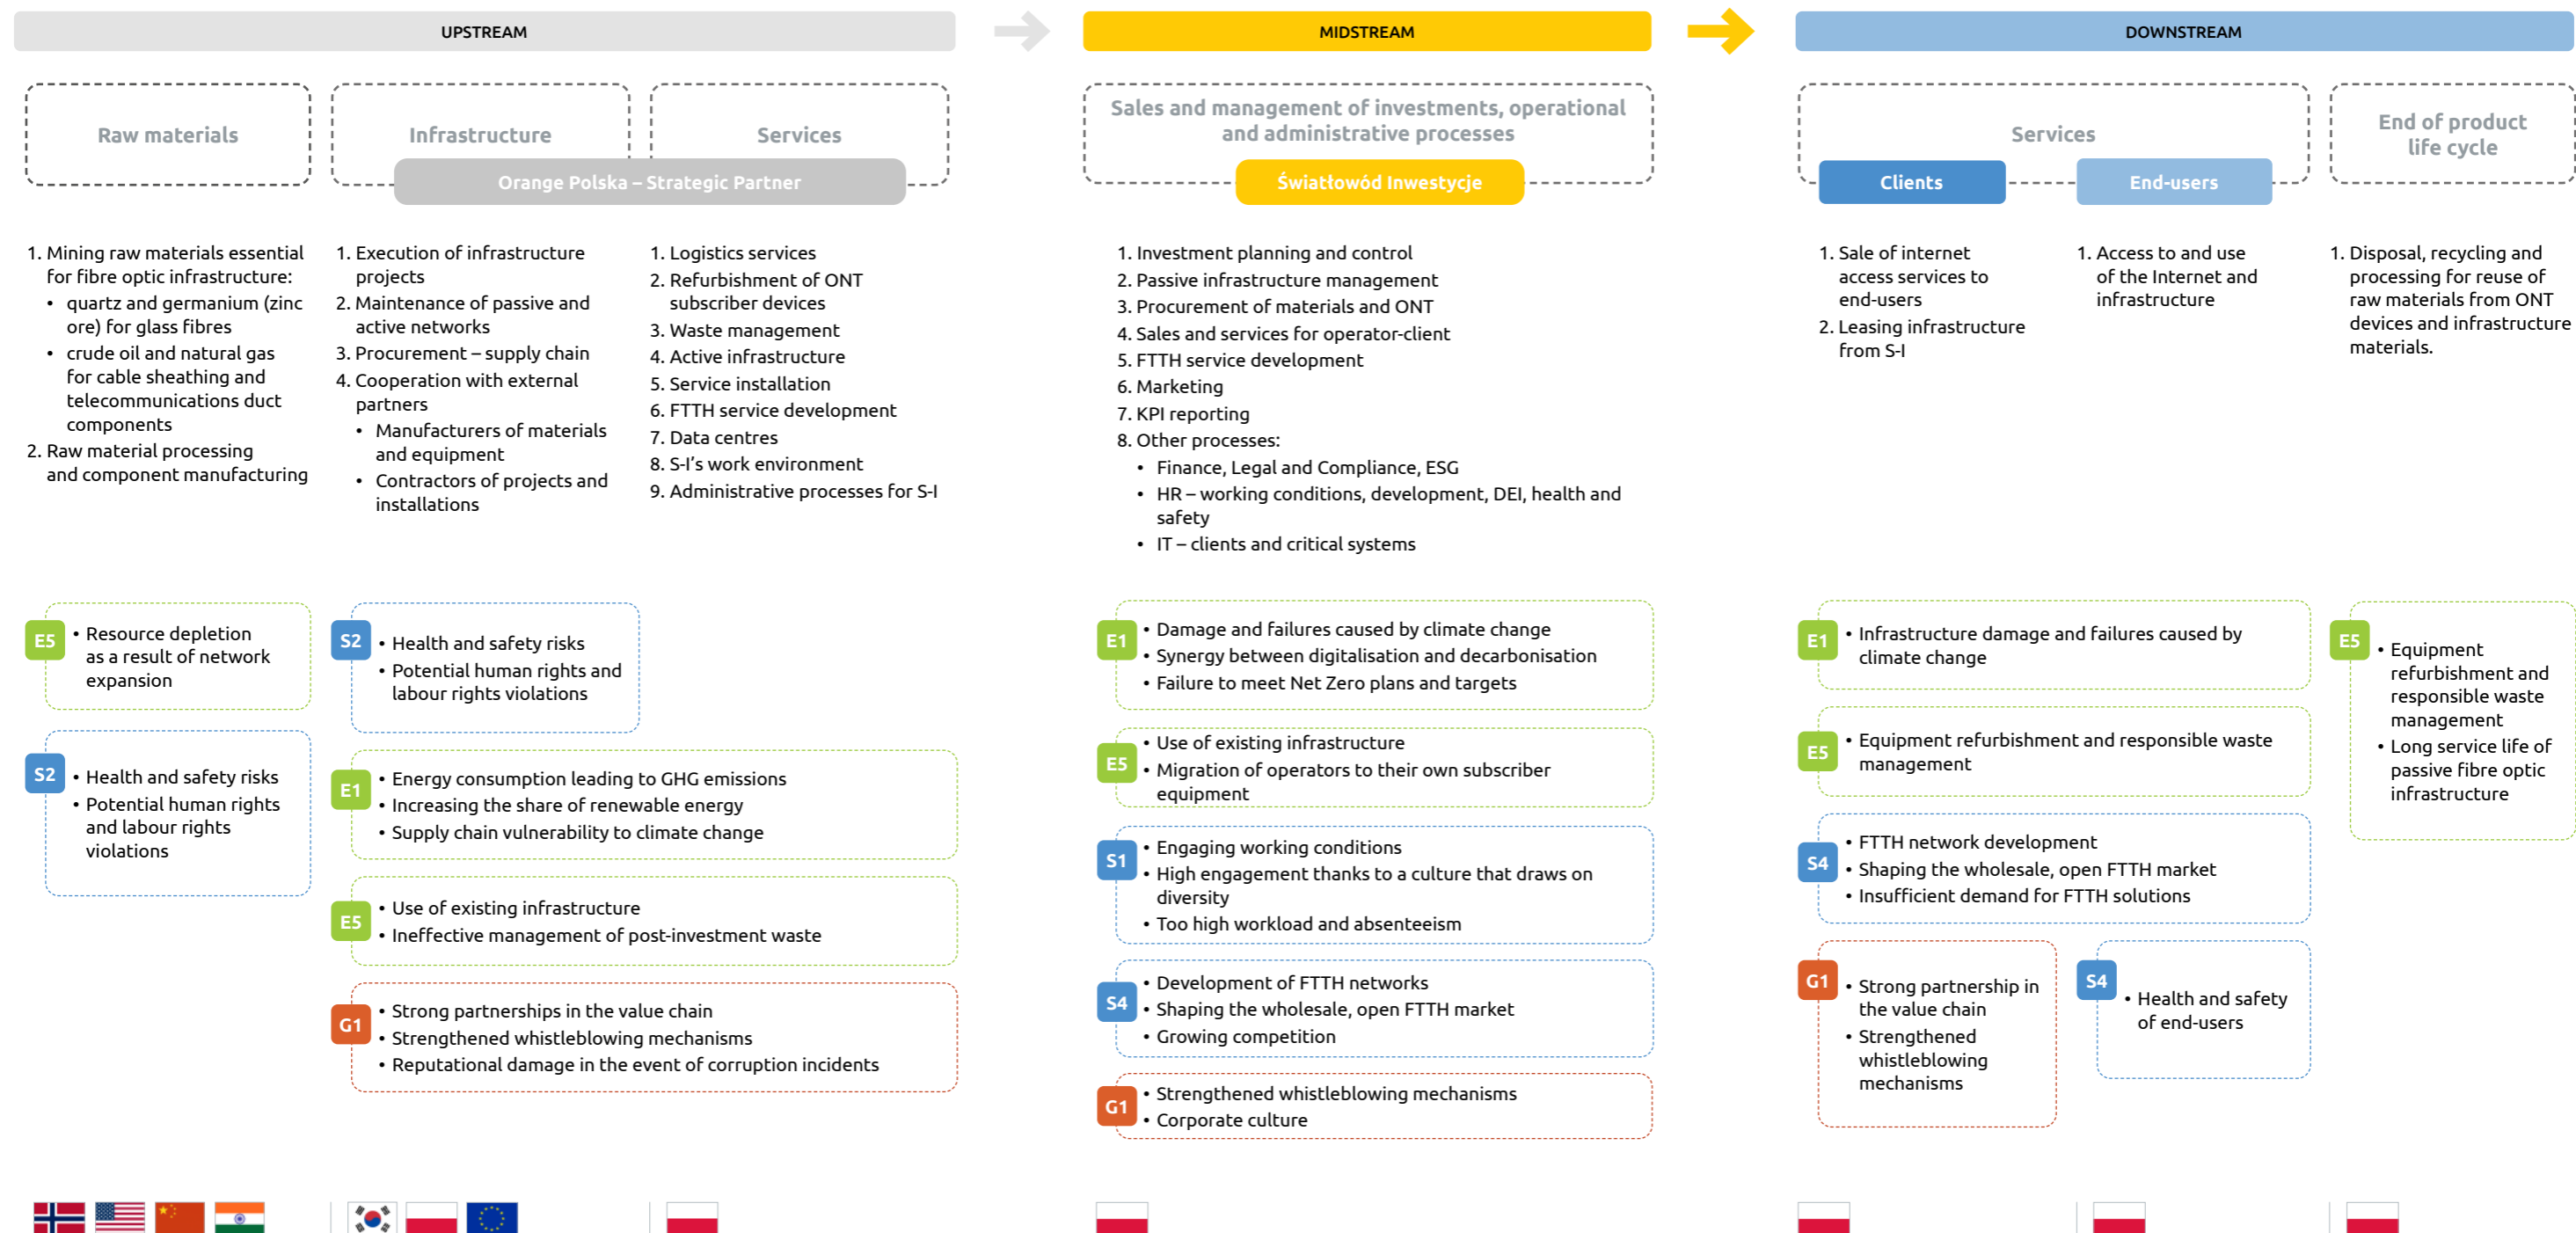 UPSTREAM
MIDSTREAM
DOWNSTREAM
Raw materials
Infrastructure
Services
Orange Polska – Strategic Partner
Sales and management of investments, operational
and administrative processes
Światłowód Inwestycje
Services
Clients
End-users
End of product
life cycle
1. Mining raw materials essential
for fibre optic infrastructure:
• quartz and germanium (zinc
ore) for glass fibres
• crude oil and natural gas
for cable sheathing and
telecommunications duct
components
2. Raw material processing
and component manufacturing
1. Execution of infrastructure
projects
2. Maintenance of passive and
active networks
3. Procurement – supply chain
4. Cooperation with external
partners
• Manufacturers of materials
and equipment
• Contractors of projects and
installations
1. Logistics services
2. Refurbishment of ONT
subscriber devices
3. Waste management
4. Active infrastructure
5. Service installation
6. FTTH service development
7. Data centres
8. S-I's work environment
9. Administrative processes for S-I
1. Investment planning and control
2. Passive infrastructure management
3. Procurement of materials and ONT
4. Sales and services for operator-client
5. FTTH service development
6. Marketing
7. KPI reporting
8. Other processes:
• Finance, Legal and Compliance, ESG
• HR – working conditions, development, DEI, health and
safety
• IT – clients and critical systems
1. Sale of internet
access services to
end-users
2. Leasing infrastructure
from S-I
1. Access to and use
of the Internet and
infrastructure
1. Disposal, recycling and
processing for reuse of
raw materials from ONT
devices and infrastructure
materials.
E5
• Resource depletion
as a result of network
expansion
S2
• Health and safety risks
• Potential human rights
and labour rights
violations
S2
• Health and safety risks
• Potential human rights and
labour rights violations
E1
• Energy consumption leading to GHG emissions
• Increasing the share of renewable energy
• Supply chain vulnerability to climate change
E5
• Use of existing infrastructure
• Ineffective management of post-investment waste
G1
• Strong partnerships in the value chain
• Strengthened whistleblowing mechanisms
• Reputational damage in the event of corruption incidents
E1
• Damage and failures caused by climate change
• Synergy between digitalisation and decarbonisation
• Failure to meet Net Zero plans and targets
E5
• Use of existing infrastructure
• Migration of operators to their own subscriber
equipment
S1
• Engaging working conditions
• High engagement thanks to a culture that draws on
diversity
• Too high workload and absenteeism
S4
• Development of FTTH networks
• Shaping the wholesale, open FTTH market
• Growing competition
G1
• Strengthened whistleblowing mechanisms
• Corporate culture
E1
• Infrastructure damage and failures caused by
climate change
E5
• Equipment refurbishment and responsible waste
management
S4
• FTTH network development
• Shaping the wholesale, open FTTH market
• Insufficient demand for FTTH solutions
G1
• Strong partnership in
the value chain
• Strengthened
whistleblowing
mechanisms
S4
• Health and safety
of end-users
E5
• Equipment
refurbishment and
responsible waste
management
• Long service life of
passive fibre optic
infrastructure